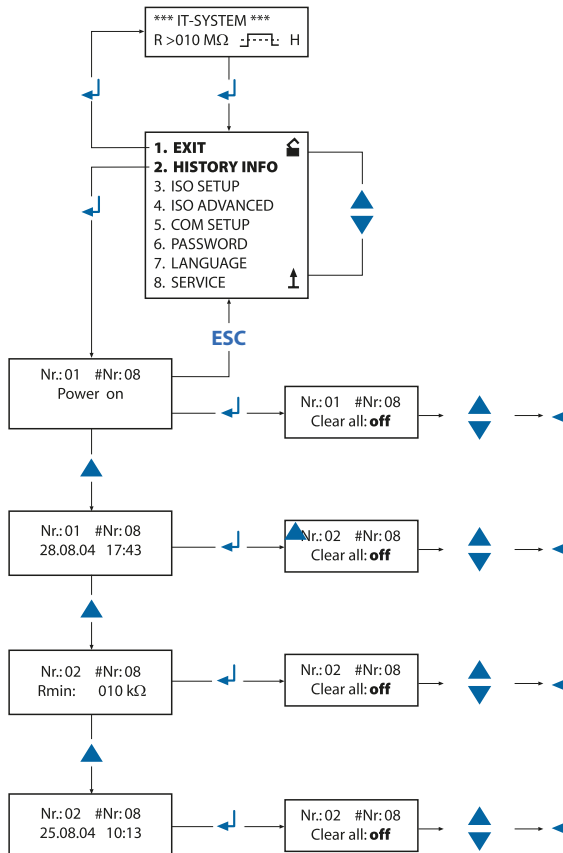 *** IT-SYSTEM ***
R >010 MΩ H
1. EXIT
2. HISTORY INFO
3. ISO SETUP
4. ISO ADVANCED
5. COM SETUP
6. PASSWORD
7. LANGUAGE
8. SERVICE
ESC
Nr.: 01 #Nr: 08
Power on
Nr.: 01 #Nr: 08
Clear all: off
Nr.: 01 #Nr: 08
28.08.04 17:43
Nr.: 02 #Nr: 08
Clear all: off
Nr.: 02 #Nr: 08
Rmin: 010 kΩ
Nr.: 02 #Nr: 08
Clear all: off
Nr.: 02 #Nr: 08
25.08.04 10:13
Nr.: 02 #Nr: 08
Clear all: off